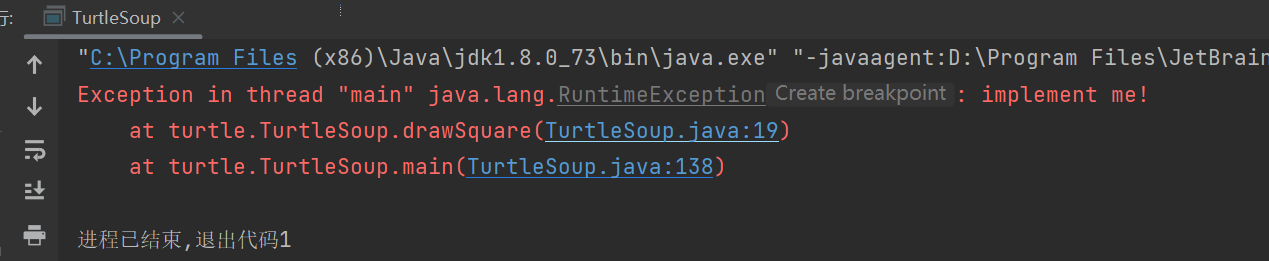 行: TurtleSoup
"C:\Program Files (x86)\Java\jdk1.8.0_73\bin\java.exe" "-javaagent:D:\Program Files\JetBrain
Exception in thread "main" java.lang.RuntimeException Create breakpoint : implement me!
at turtle.TurtleSoup.drawSquare(TurtleSoup.java:19)
at turtle.TurtleSoup.main(TurtleSoup.java:138)
进程已结束,退出代码1